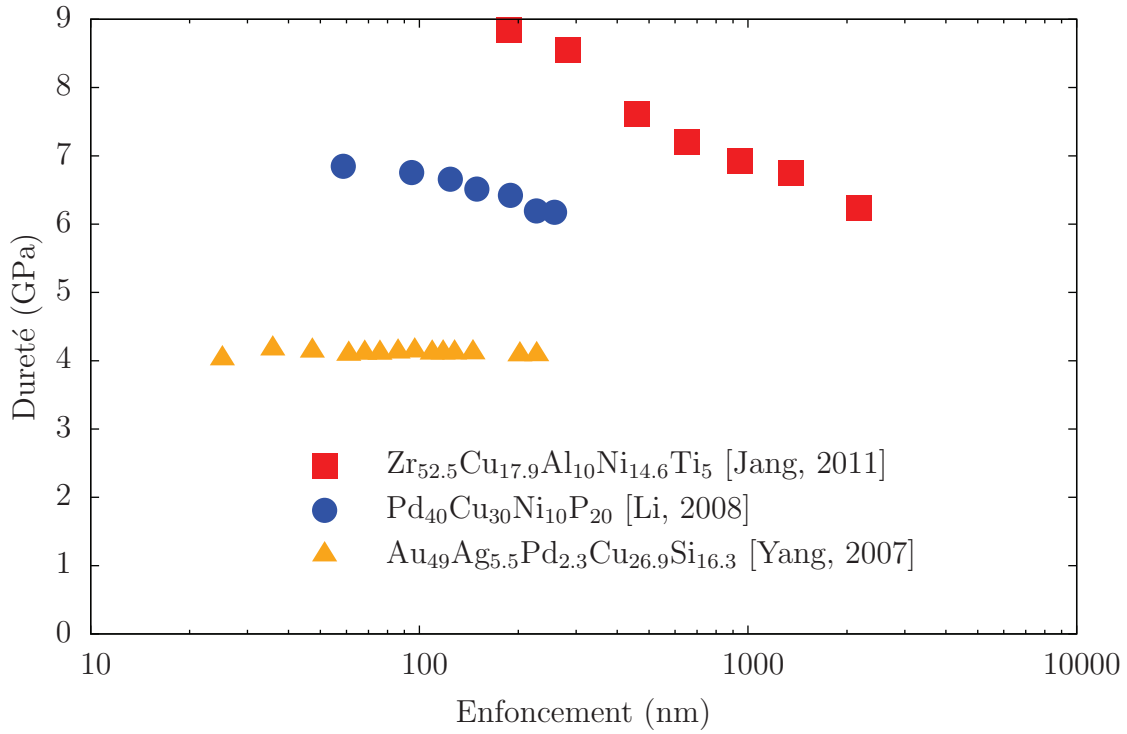 9
8
7
6
5
4
3
2
1
0
Dureté (GPa)
Zr52.5Cu17.9Al10Ni14.6Ti5 [Jang, 2011]
Pd40Cu30Ni10P20 [Li, 2008]
Au49Ag5.5Pd2.3Cu26.9Si16.3 [Yang, 2007]
10 100 1000 10000
Enfoncement (nm)